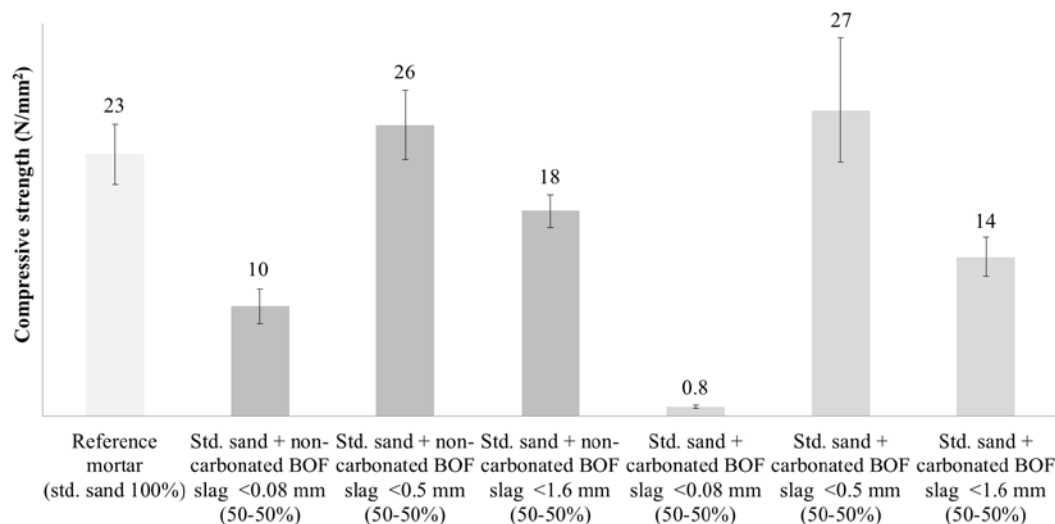 Compressive strength (N/mm²)
23
10
26
18
0.8
27
14
Reference
mortar
(std. sand 100%)
Std. sand + non-
carbonated BOF
slag <0.08 mm
(50-50%)
Std. sand + non-
carbonated BOF
slag <0.5 mm
(50-50%)
Std. sand + non-
carbonated BOF
slag <1.6 mm
(50-50%)
Std. sand +
carbonated BOF
slag <0.08 mm
(50-50%)
Std. sand +
carbonated BOF
slag <0.5 mm
(50-50%)
Std. sand +
carbonated BOF
slag <1.6 mm
(50-50%)